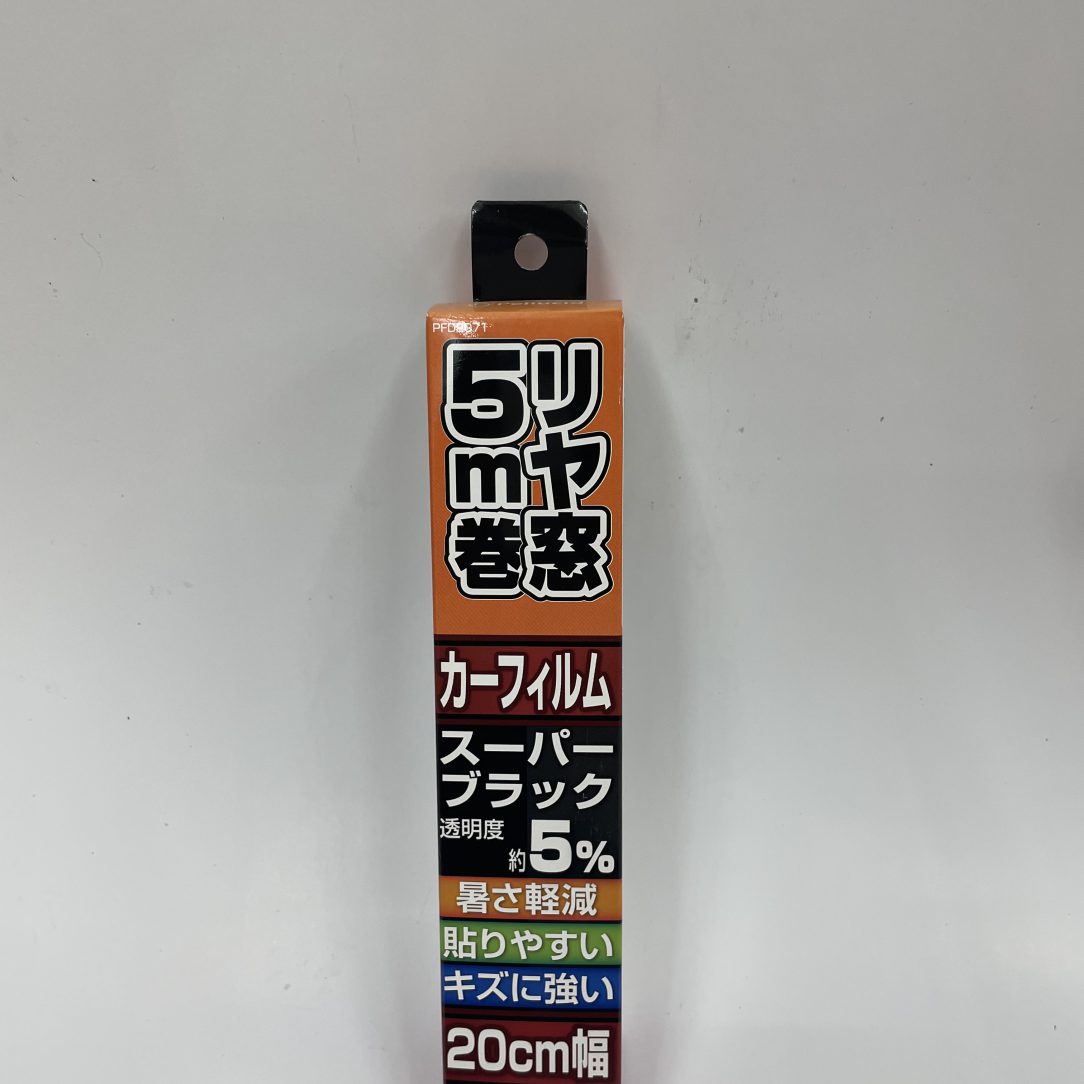 リヤ窓
5m巻
カーフィルム
スーパー
ブラック
透明度
約5%
暑さ軽減
貼りやすい
キズに強い
20cm幅